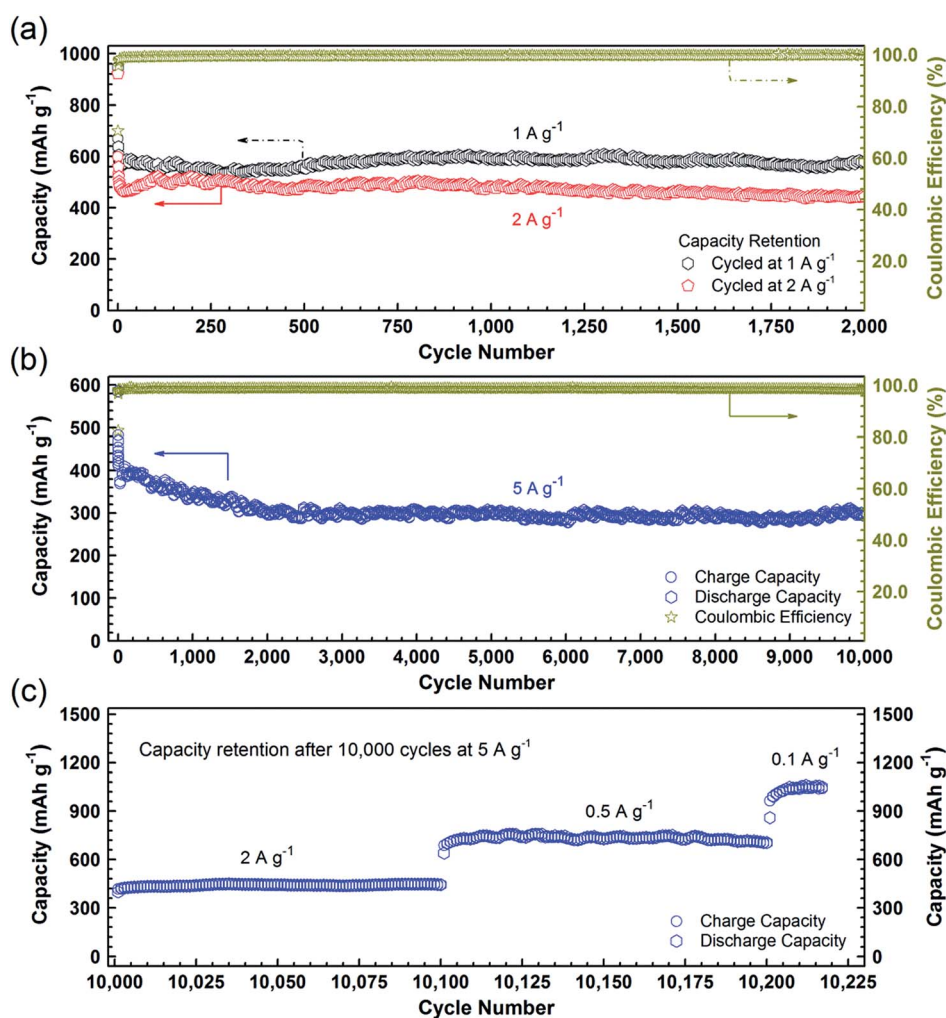 (a)
1000
800
600
400
200
0
Capacity (mAh g⁻¹)
1 A g⁻¹
2 A g⁻¹
Capacity Retention
Cycled at 1 A g⁻¹
Cycled at 2 A g⁻¹
100.0
80.0
60.0
40.0
20.0
Coulombic Efficiency (%)
0 250 500 750 1,000 1,250 1,500 1,750 2,000
Cycle Number
(b)
600
500
400
300
200
100
0
Capacity (mAh g⁻¹)
5 A g⁻¹
Charge Capacity
Discharge Capacity
Coulombic Efficiency
100.0
80.0
60.0
40.0
20.0
Coulombic Efficiency (%)
0 1,000 2,000 3,000 4,000 5,000 6,000 7,000 8,000 9,000 10,000
Cycle Number
(c)
1500
1200
900
600
300
0
Capacity (mAh g⁻¹)
Capacity retention after 10,000 cycles at 5 A g⁻¹
2 A g⁻¹
0.5 A g⁻¹
0.1 A g⁻¹
Charge Capacity
Discharge Capacity
1500
1200
900
600
300
0
Capacity (mAh g⁻¹)
10,000 10,025 10,050 10,075 10,100 10,125 10,150 10,175 10,200 10,225
Cycle Number